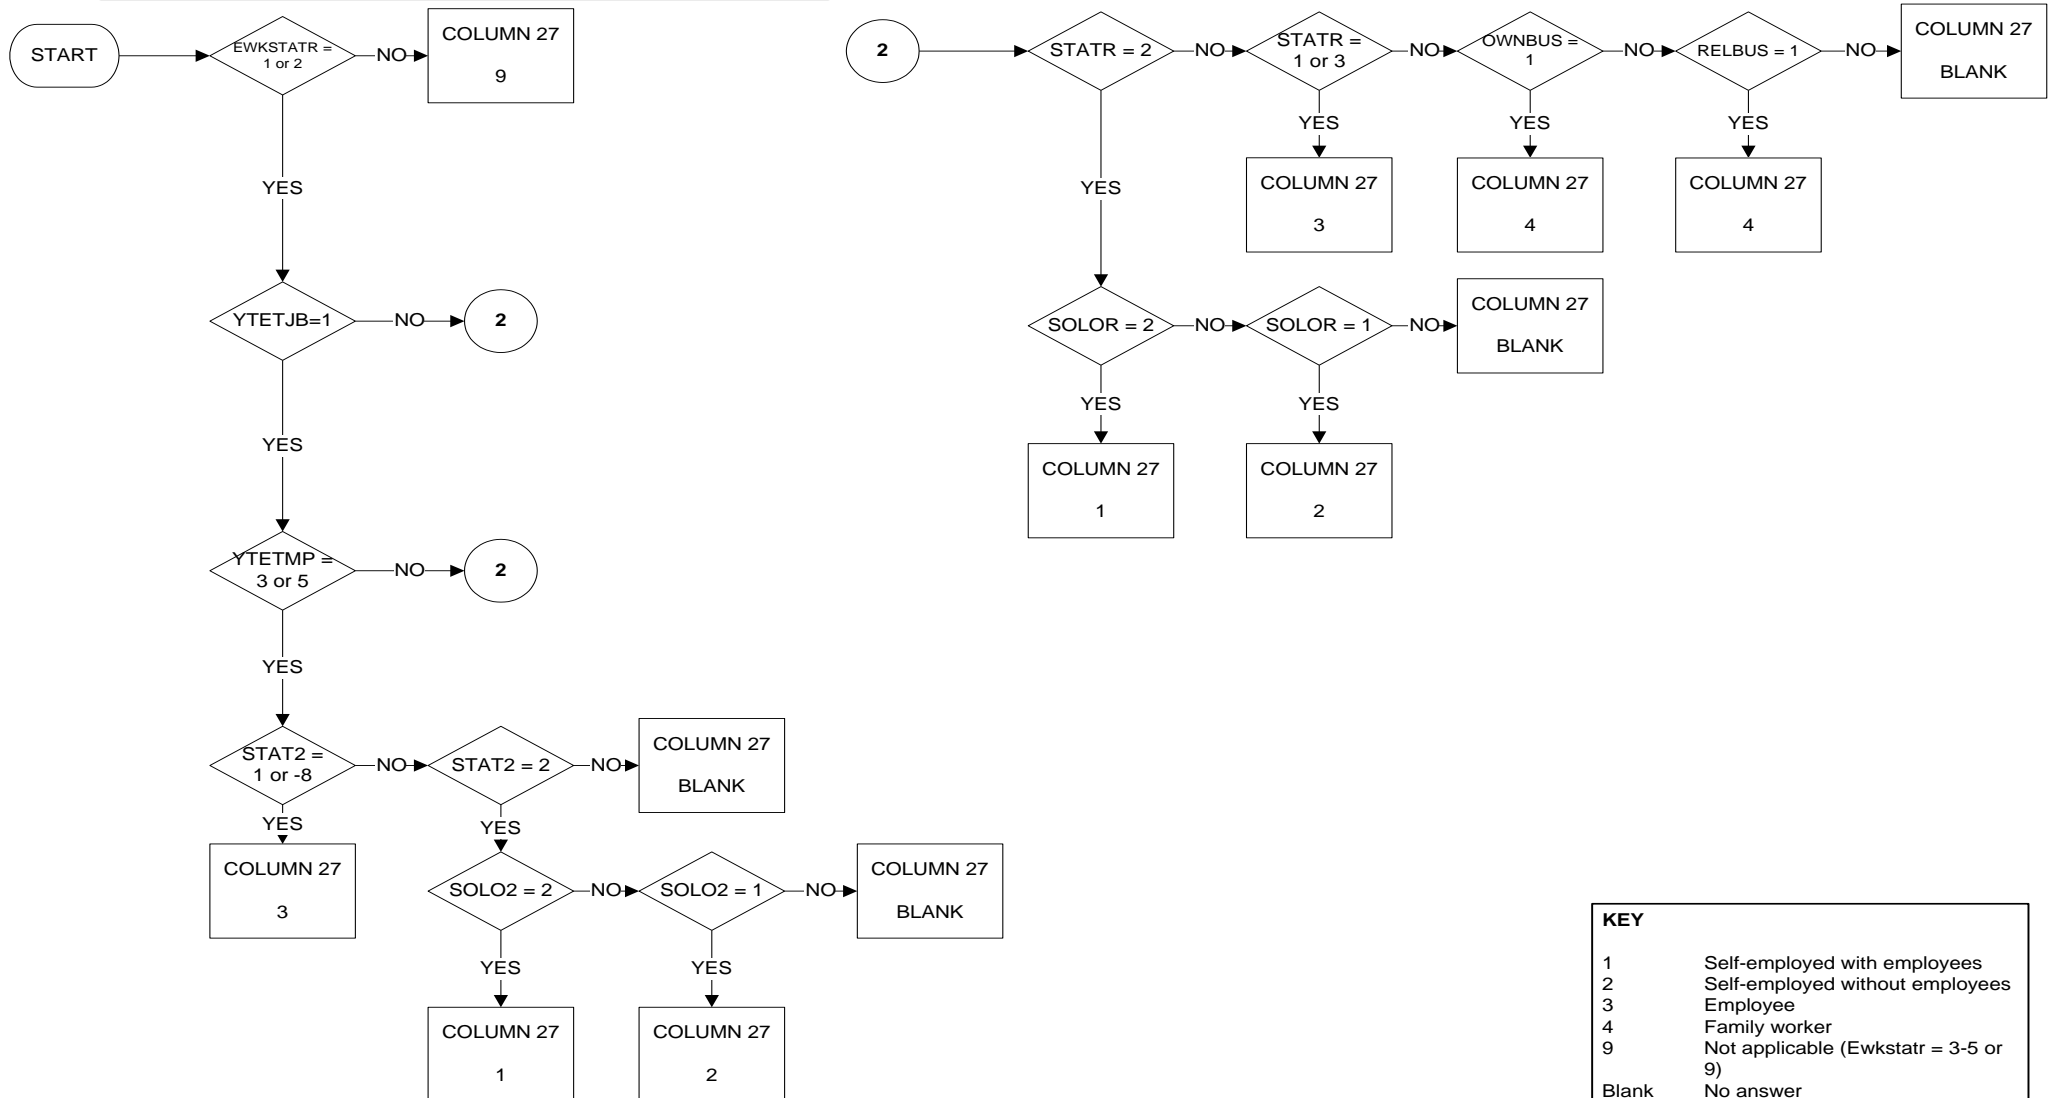 START
EWKSTATR =
1 or 2
NO
COLUMN 27
9
YES
YTETJB=1
NO
2
YES
YTETMP =
3 or 5
NO
2
YES
STAT2 =
1 or -8
NO
STAT2 = 2
NO
COLUMN 27
BLANK
YES
COLUMN 27
3
YES
SOLO2 = 2
NO
SOLO2 = 1
NO
COLUMN 27
BLANK
YES
COLUMN 27
1
YES
COLUMN 27
2
2
STATR = 2
NO
STATR =
1 or 3
NO
OWNBUS =
1
NO
RELBUS = 1
NO
COLUMN 27
BLANK
YES
COLUMN 27
3
YES
COLUMN 27
4
YES
COLUMN 27
4
YES
SOLOR = 2
NO
SOLOR = 1
NO
COLUMN 27
BLANK
YES
COLUMN 27
1
YES
COLUMN 27
2
KEY
1 Self-employed with employees
2 Self-employed without employees
3 Employee
4 Family worker
9 Not applicable (Ewkstatr = 3-5 or
9)
Blank No answer